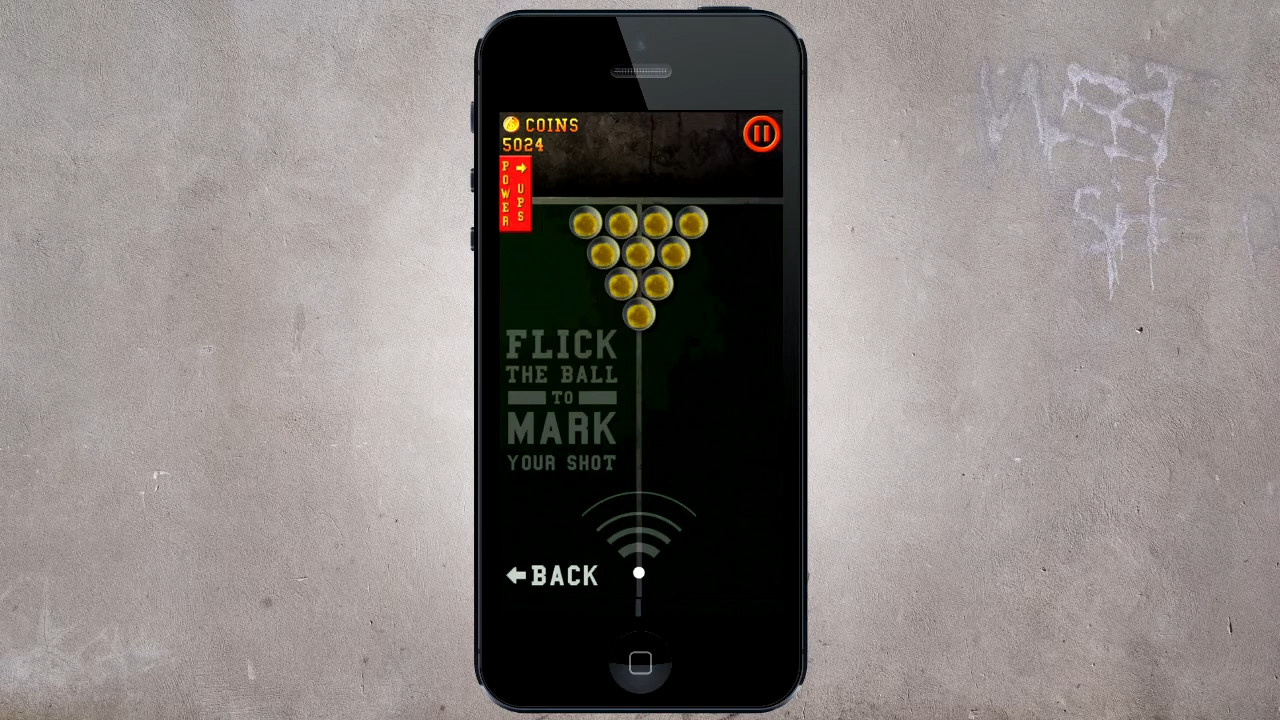 COINS
5024
POWER
UPS
FLICK
THE BALL
TO
MARK
YOUR SHOT
BACK